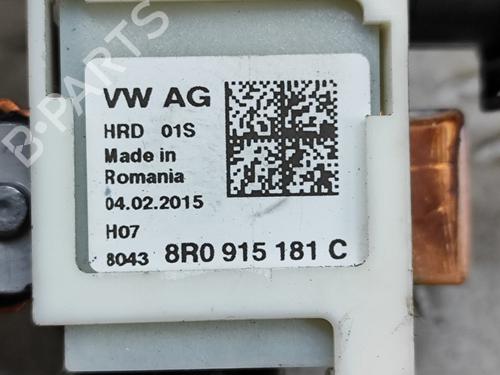 B-PARTS
VW AG
HRD 01S
Made in
Romania
04.02.2015
H07
8043 8R0 915 181 C